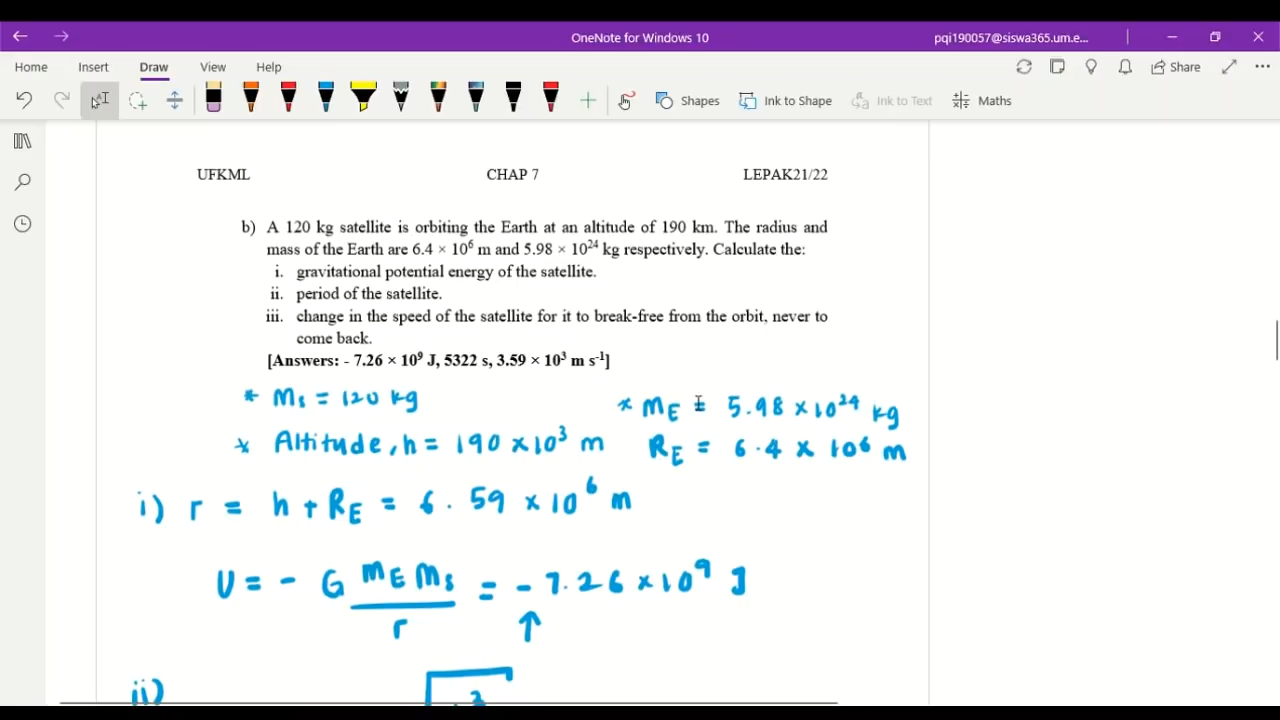 OneNote for Windows 10
pqi190057@siswa365.um.e...
Home Insert Draw View Help
Share
Shapes Ink to Shape Ink to Text Maths
UFKML CHAP 7 LEPAK21/22
b) A 120 kg satellite is orbiting the Earth at an altitude of 190 km. The radius and
mass of the Earth are 6.4 × 10⁶ m and 5.98 × 10²⁴ kg respectively. Calculate the:
i. gravitational potential energy of the satellite.
ii. period of the satellite.
iii. change in the speed of the satellite for it to break-free from the orbit, never to
come back.
[Answers: - 7.26 × 10⁹ J, 5322 s, 3.59 × 10³ m s⁻¹]
* Ms = 120 kg
* ME = 5.98 × 10²⁴ kg
* Altitude, h = 190 × 10³ m
RE = 6.4 × 10⁶ m
i) r = h + RE = 6.59 × 10⁶ m
U = - G mE ms / r = - 7.26 × 10⁹ J
ii)